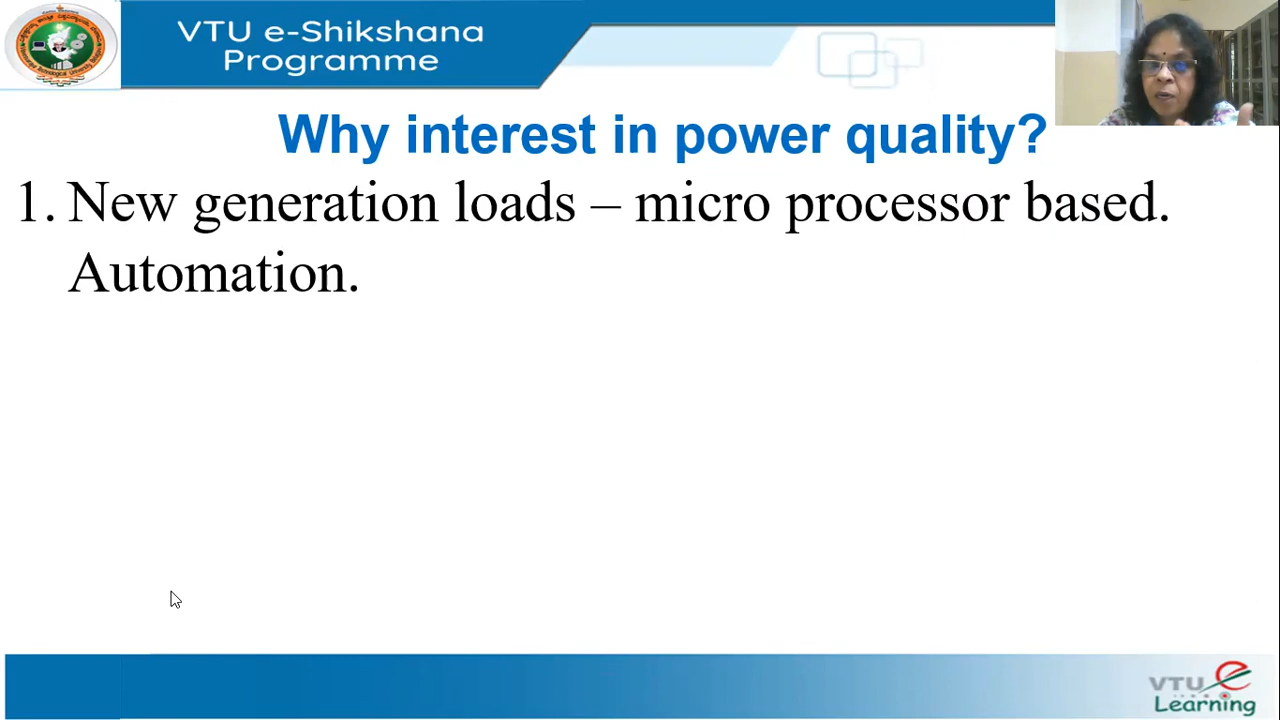 VTU e-Shikshana
Programme
Why interest in power quality?
1. New generation loads – micro processor based.
Automation.
VTU e
Learning